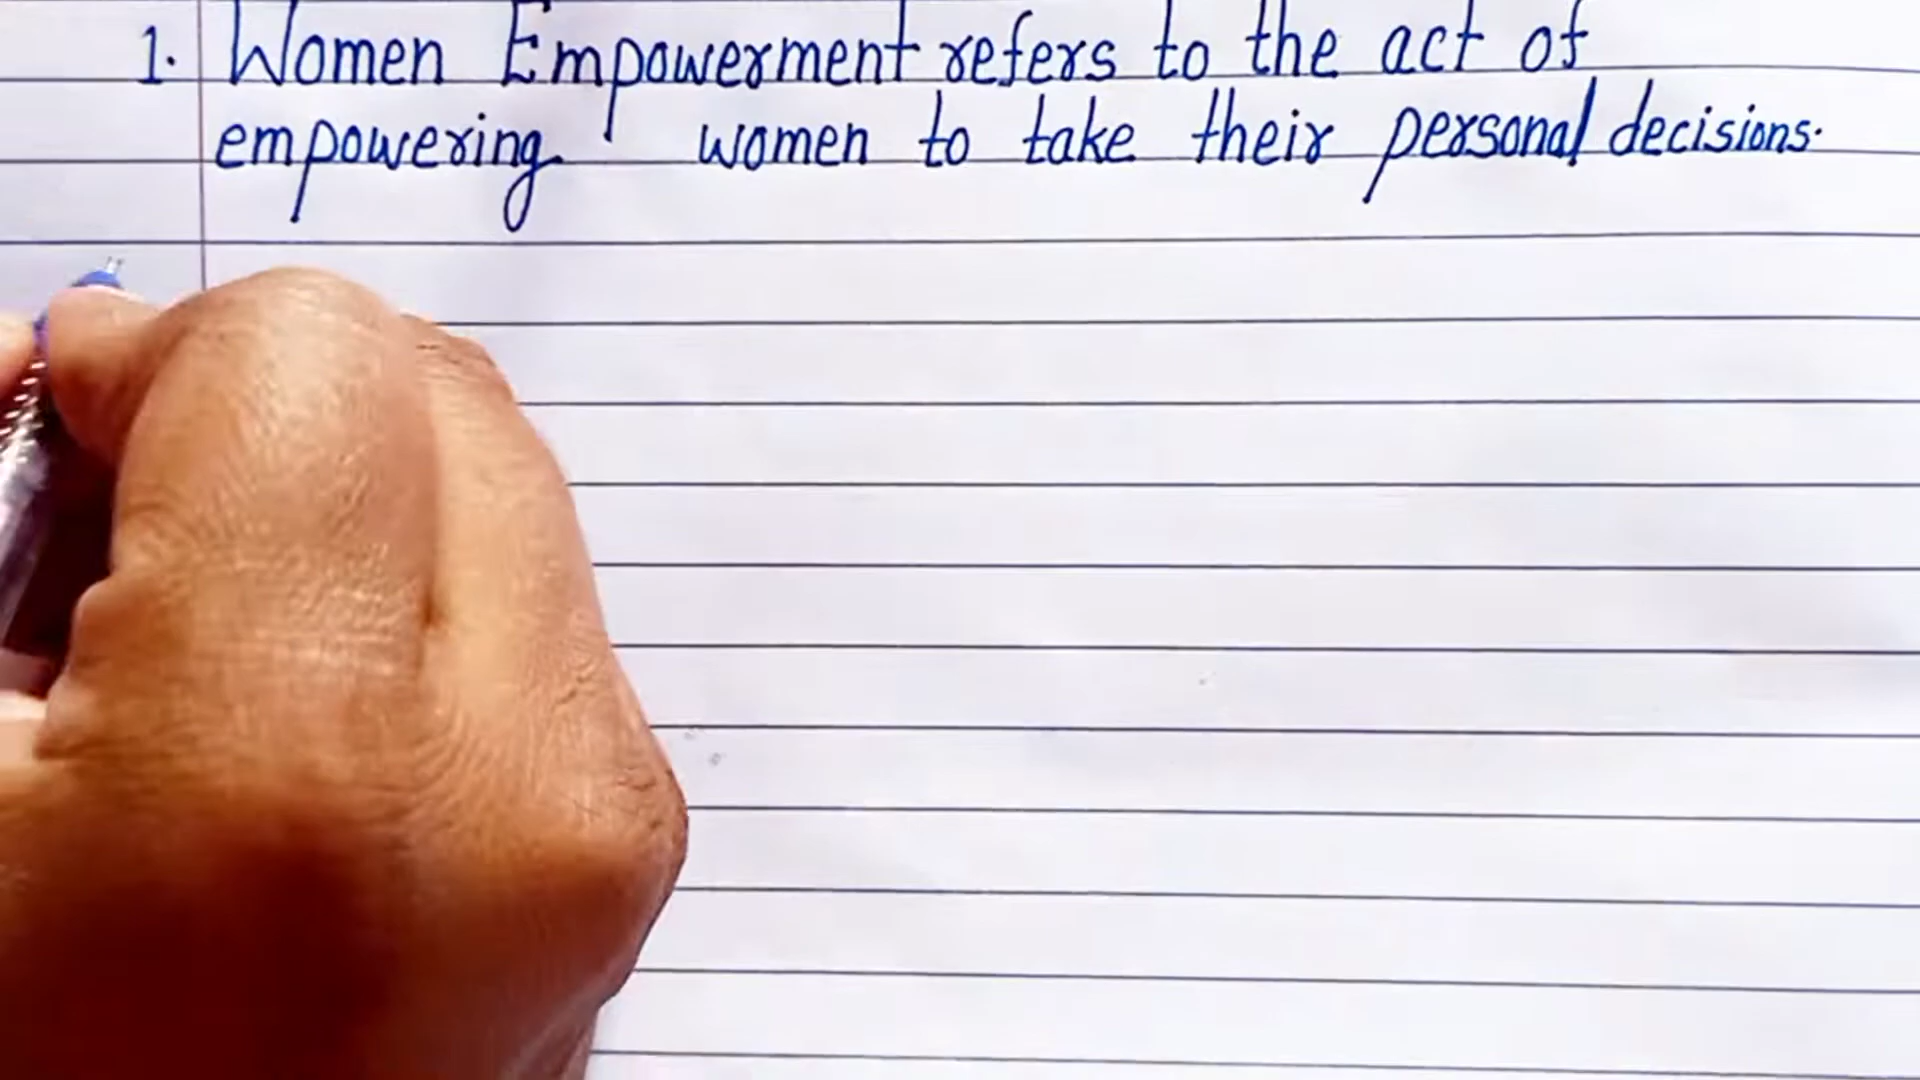 1. Women Empowerment refers to the act of
empowering women to take their personal decisions.